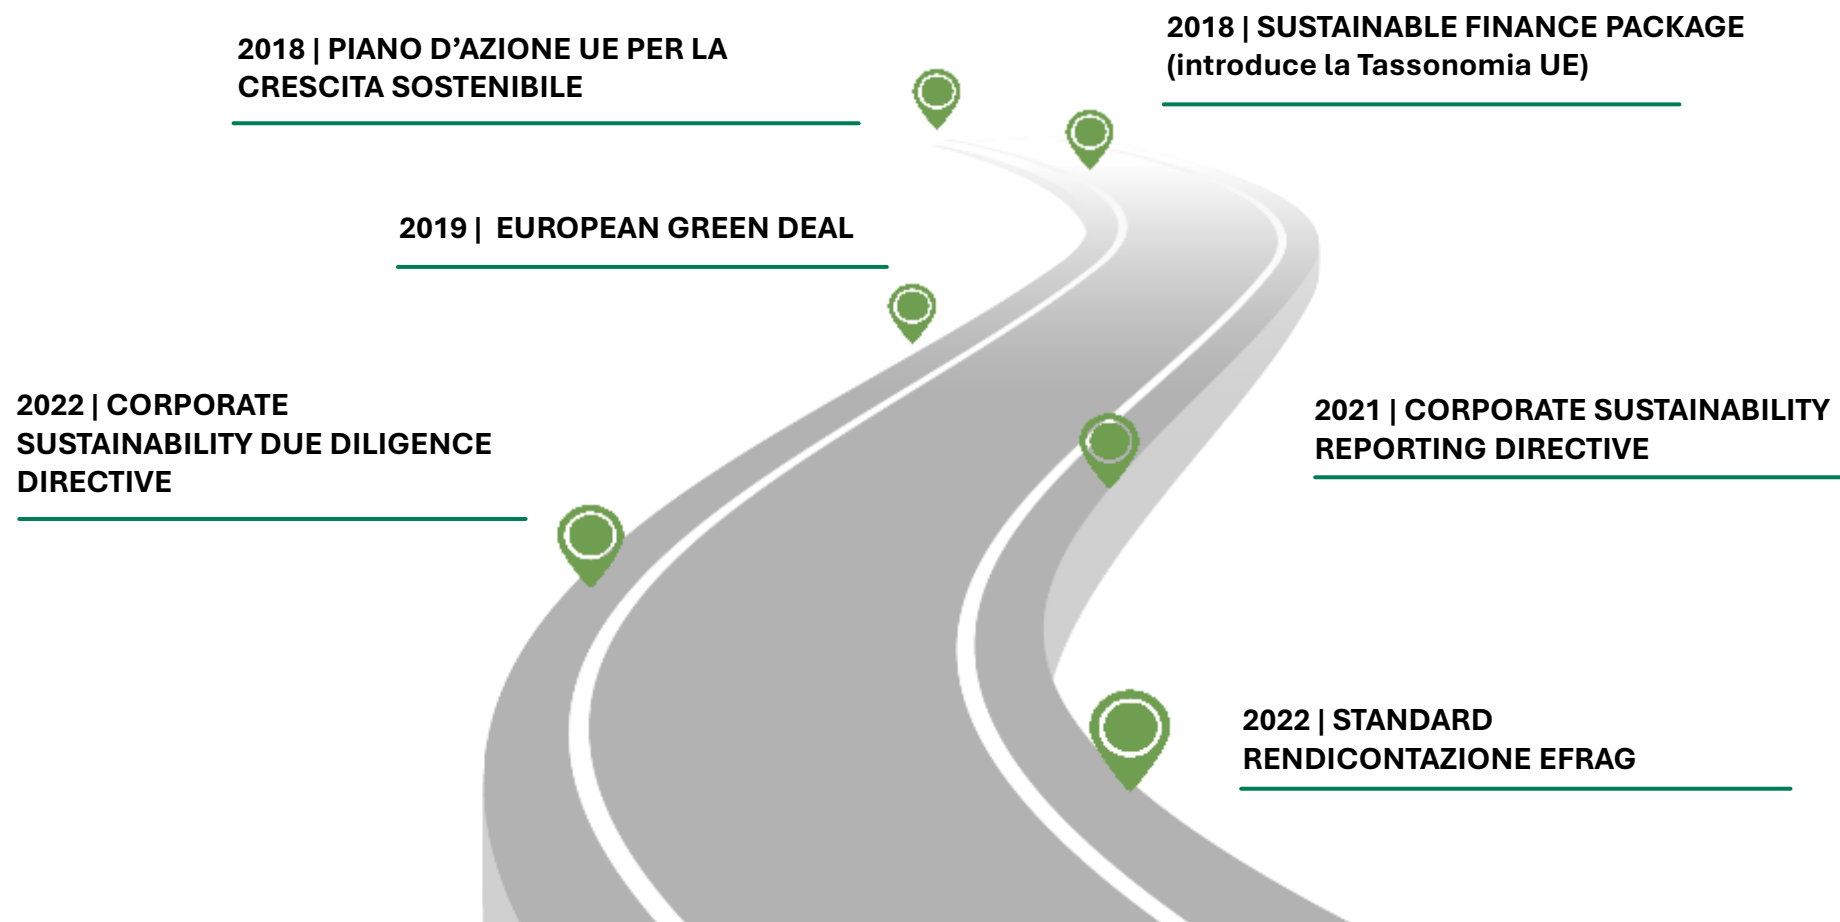 2018 | PIANO D’AZIONE UE PER LA
CRESCITA SOSTENIBILE
2018 | SUSTAINABLE FINANCE PACKAGE
(introduce la Tassonomia UE)
2019 | EUROPEAN GREEN DEAL
2022 | CORPORATE
SUSTAINABILITY DUE DILIGENCE
DIRECTIVE
2021 | CORPORATE SUSTAINABILITY
REPORTING DIRECTIVE
2022 | STANDARD
RENDICONTAZIONE EFRAG